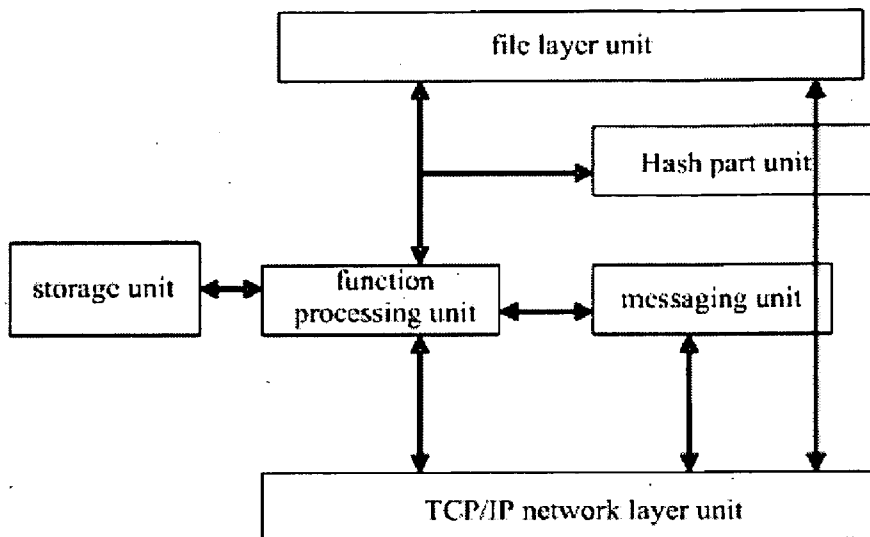 file layer unit
Hash part unit
storage unit
function
processing unit
messaging unit
TCP/IP network layer unit